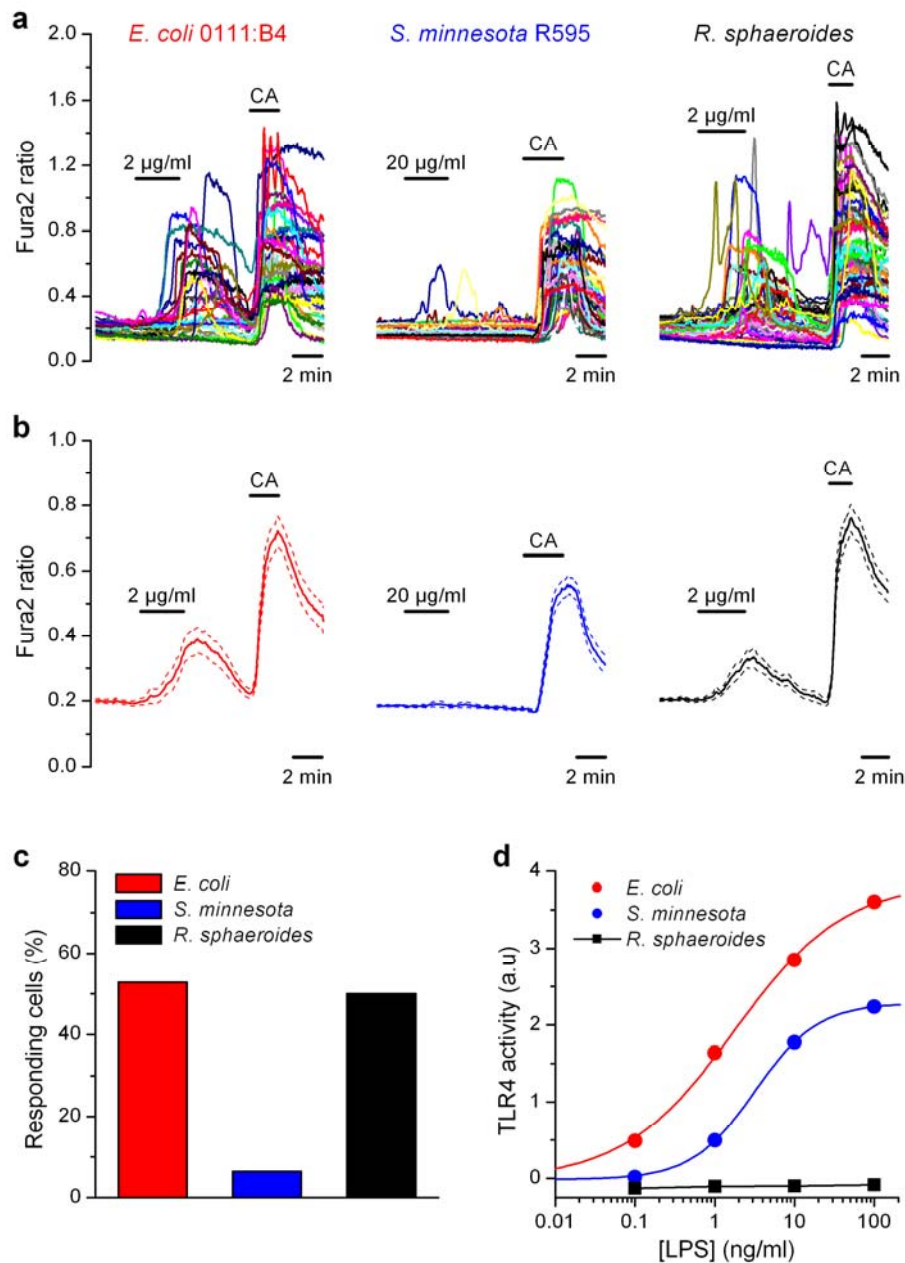 a
E. coli 0111:B4
S. minnesota R595
R. sphaeroides
2.0
1.6
1.2
0.8
0.4
0.0
Fura2 ratio
2 µg/ml
CA
2 min
20 µg/ml
CA
2 min
2 µg/ml
CA
2 min
b
1.0
0.8
0.6
0.4
0.2
0.0
Fura2 ratio
2 µg/ml
CA
2 min
20 µg/ml
CA
2 min
2 µg/ml
CA
2 min
c
80
60
40
20
0
Responding cells (%)
E. coli
S. minnesota
R. sphaeroides
d
4
3
2
1
0
TLR4 activity (a.u)
E. coli
S. minnesota
R. sphaeroides
0.01
0.1
1
10
100
[LPS] (ng/ml)